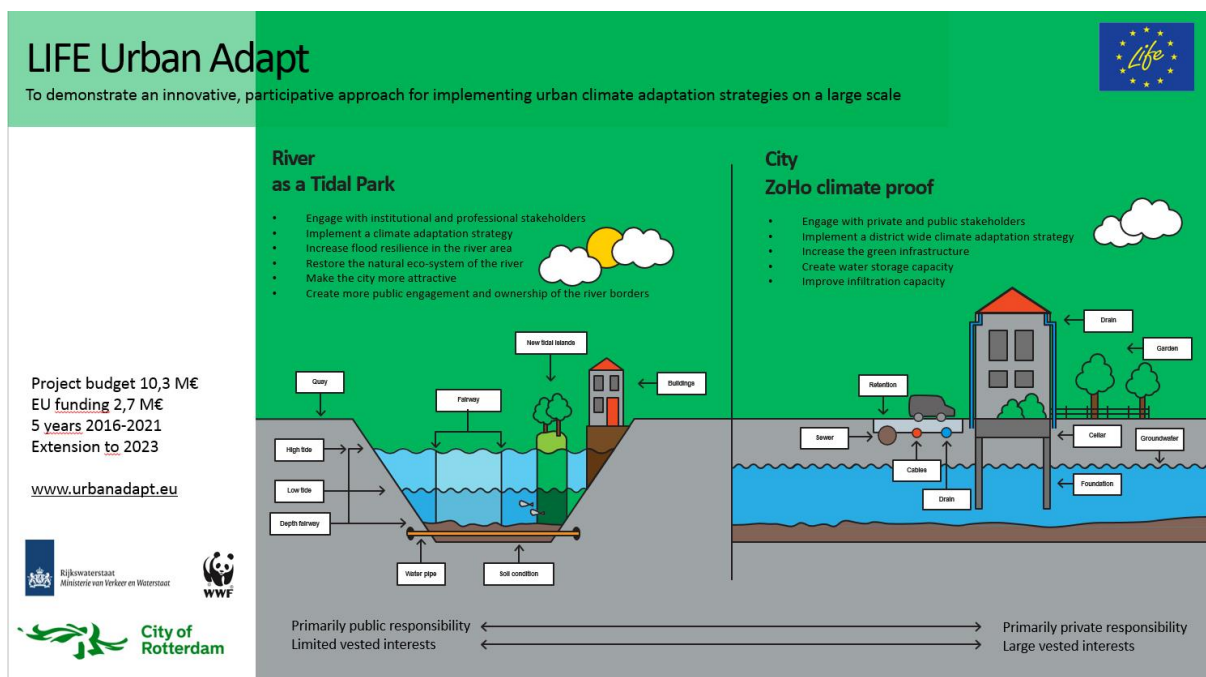 LIFE Urban Adapt
To demonstrate an innovative, participative approach for implementing urban climate adaptation strategies on a large scale
Life
Project budget 10,3 M€
EU funding 2,7 M€
5 years 2016-2021
Extension to 2023
www.urbanadapt.eu
Rijkswaterstaat
Ministerie van Verkeer en Waterstaat
WWF
City of
Rotterdam
River
as a Tidal Park
• Engage with institutional and professional stakeholders
• Implement a climate adaptation strategy
• Increase flood resilience in the river area
• Restore the natural eco-system of the river
• Make the city more attractive
• Create more public engagement and ownership of the river borders
New tidal islands
Quay
Fairway
Buildings
High tide
Low tide
Depth fairway
Water pipe
Soil condition
City
ZoHo climate proof
• Engage with private and public stakeholders
• Implement a district wide climate adaptation strategy
• Increase the green infrastructure
• Create water storage capacity
• Improve infiltration capacity
Drain
Garden
Retention
Sewer
Cellar
Groundwater
Cables
Foundation
Drain
Primarily public responsibility
Limited vested interests
Primarily private responsibility
Large vested interests